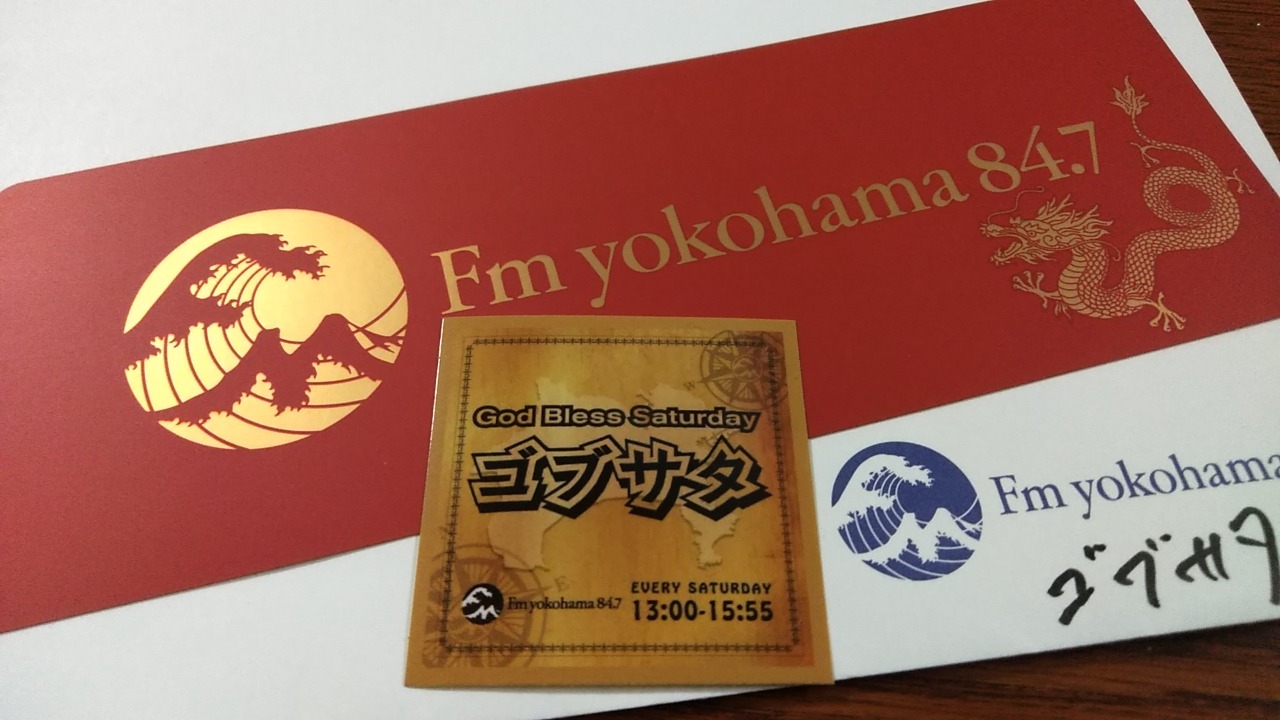 Fm yokohama 84.7
God Bless Saturday
ゴブサタ
EVERY SATURDAY
Fm yokohama 84.7
13:00-15:55
Fm yokohama
ゴブサタ